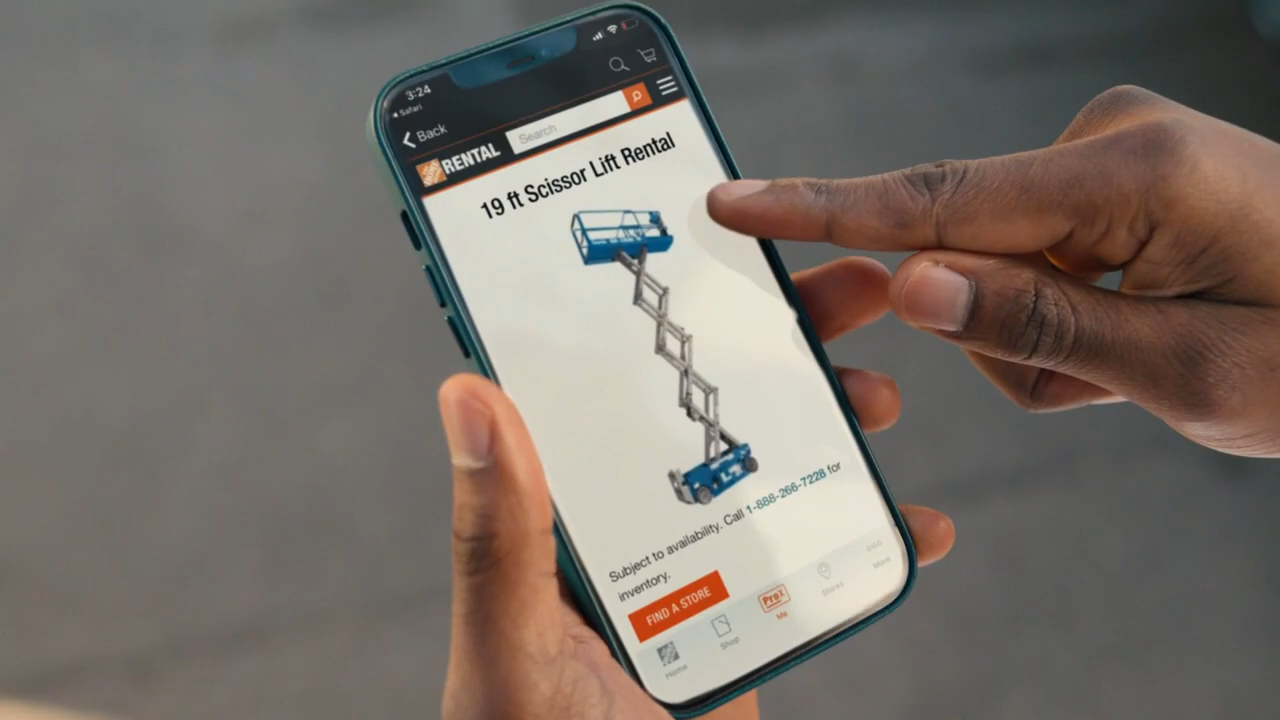 3:24
Safari
Back
RENTAL
Search
19 ft Scissor Lift Rental
Subject to availability. Call 1-888-266-7228 for
inventory.
FIND A STORE
Home
Shop
ProX
Me
Stores
More